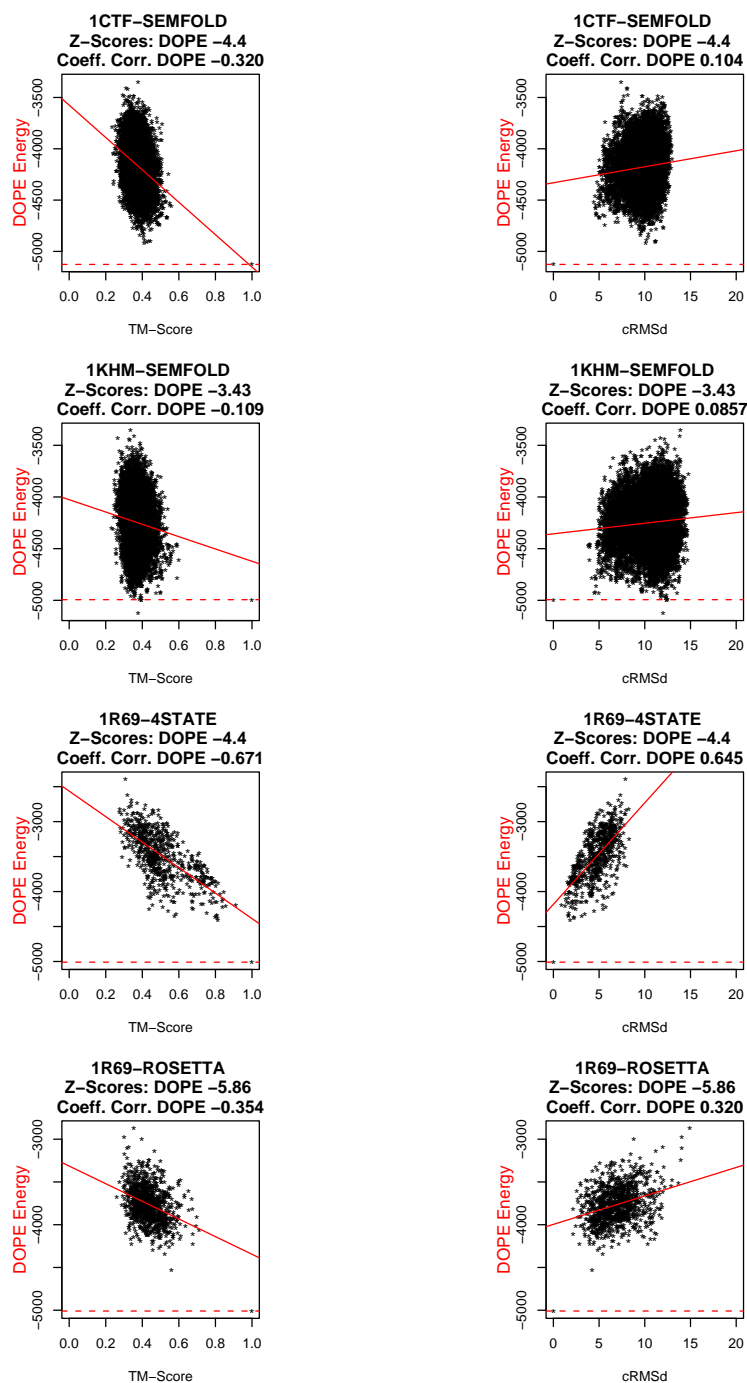 1CTF−SEMFOLD
Z−Scores: DOPE −4.4
Coeff. Corr. DOPE −0.320
DOPE Energy
−3500
−4000
−4500
−5000
0.0 0.2 0.4 0.6 0.8 1.0
TM−Score
1CTF−SEMFOLD
Z−Scores: DOPE −4.4
Coeff. Corr. DOPE 0.104
DOPE Energy
−3500
−4000
−4500
−5000
0 5 10 15 20
cRMSd
1KHM−SEMFOLD
Z−Scores: DOPE −3.43
Coeff. Corr. DOPE −0.109
DOPE Energy
−3500
−4000
−4500
−5000
0.0 0.2 0.4 0.6 0.8 1.0
TM−Score
1KHM−SEMFOLD
Z−Scores: DOPE −3.43
Coeff. Corr. DOPE 0.0857
DOPE Energy
−3500
−4000
−4500
−5000
0 5 10 15 20
cRMSd
1R69−4STATE
Z−Scores: DOPE −4.4
Coeff. Corr. DOPE −0.671
DOPE Energy
−3000
−4000
−5000
0.0 0.2 0.4 0.6 0.8 1.0
TM−Score
1R69−4STATE
Z−Scores: DOPE −4.4
Coeff. Corr. DOPE 0.645
DOPE Energy
−3000
−4000
−5000
0 5 10 15 20
cRMSd
1R69−ROSETTA
Z−Scores: DOPE −5.86
Coeff. Corr. DOPE −0.354
DOPE Energy
−3000
−4000
−5000
0.0 0.2 0.4 0.6 0.8 1.0
TM−Score
1R69−ROSETTA
Z−Scores: DOPE −5.86
Coeff. Corr. DOPE 0.320
DOPE Energy
−3000
−4000
−5000
0 5 10 15 20
cRMSd